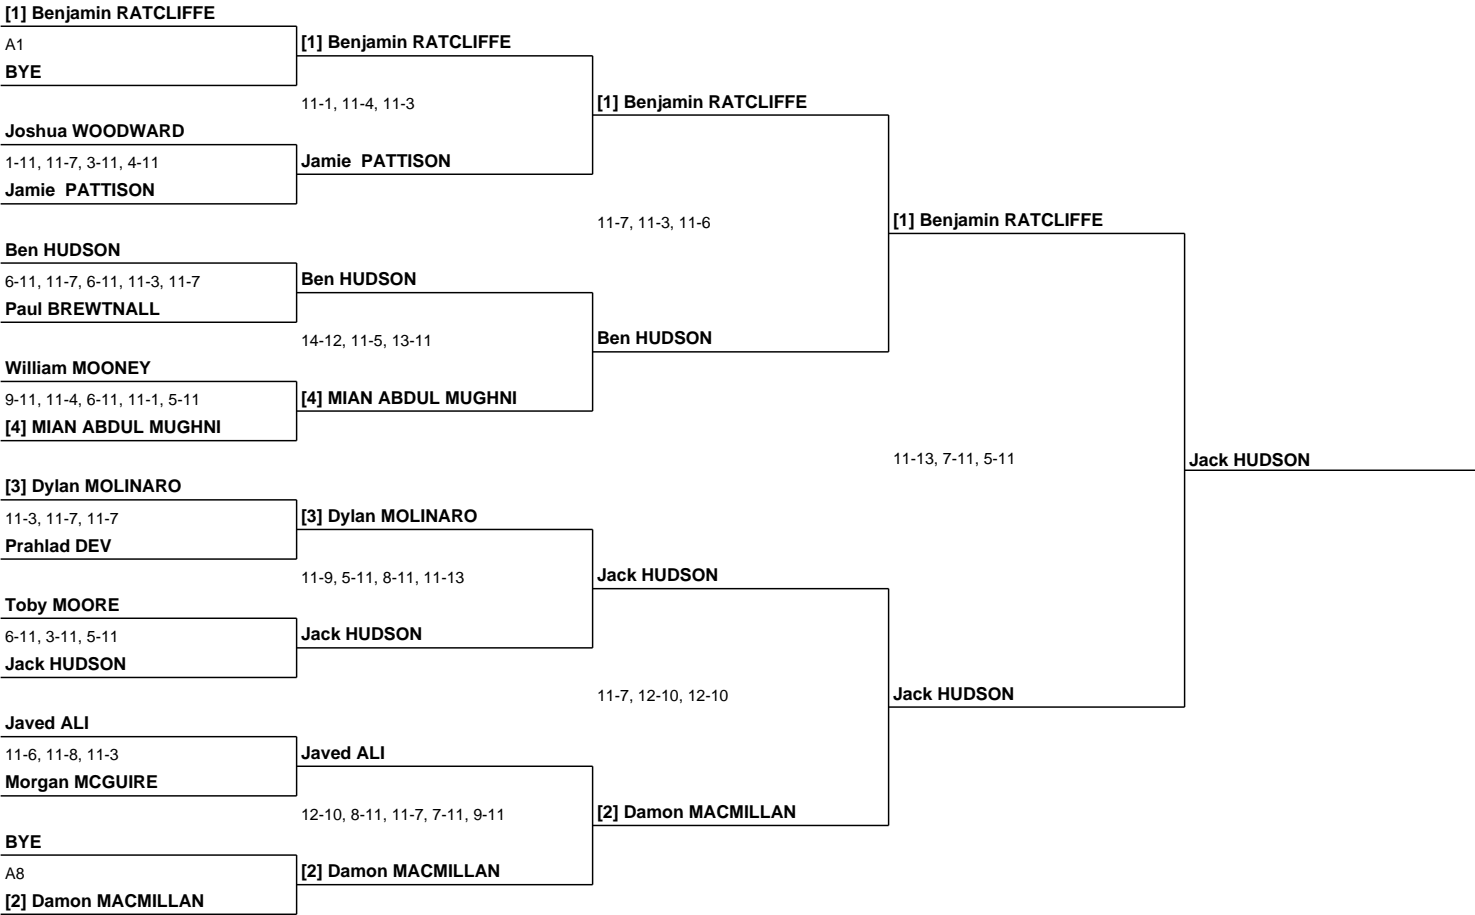 [1] Benjamin RATCLIFFE
A1
BYE
Joshua WOODWARD
1-11, 11-7, 3-11, 4-11
Jamie  PATTISON
Ben HUDSON
6-11, 11-7, 6-11, 11-3, 11-7
Paul BREWTNALL
William MOONEY
9-11, 11-4, 6-11, 11-1, 5-11
[4] MIAN ABDUL MUGHNI
[3] Dylan MOLINARO
11-3, 11-7, 11-7
Prahlad DEV
Toby MOORE
6-11, 3-11, 5-11
Jack HUDSON
Javed ALI
11-6, 11-8, 11-3
Morgan MCGUIRE
BYE
A8
[2] Damon MACMILLAN
[1] Benjamin RATCLIFFE
11-1, 11-4, 11-3
Jamie  PATTISON
Ben HUDSON
14-12, 11-5, 13-11
[4] MIAN ABDUL MUGHNI
[3] Dylan MOLINARO
11-9, 5-11, 8-11, 11-13
Jack HUDSON
Javed ALI
12-10, 8-11, 11-7, 7-11, 9-11
[2] Damon MACMILLAN
[1] Benjamin RATCLIFFE
11-7, 11-3, 11-6
Ben HUDSON
Jack HUDSON
11-7, 12-10, 12-10
[2] Damon MACMILLAN
[1] Benjamin RATCLIFFE
11-13, 7-11, 5-11
Jack HUDSON
Jack HUDSON